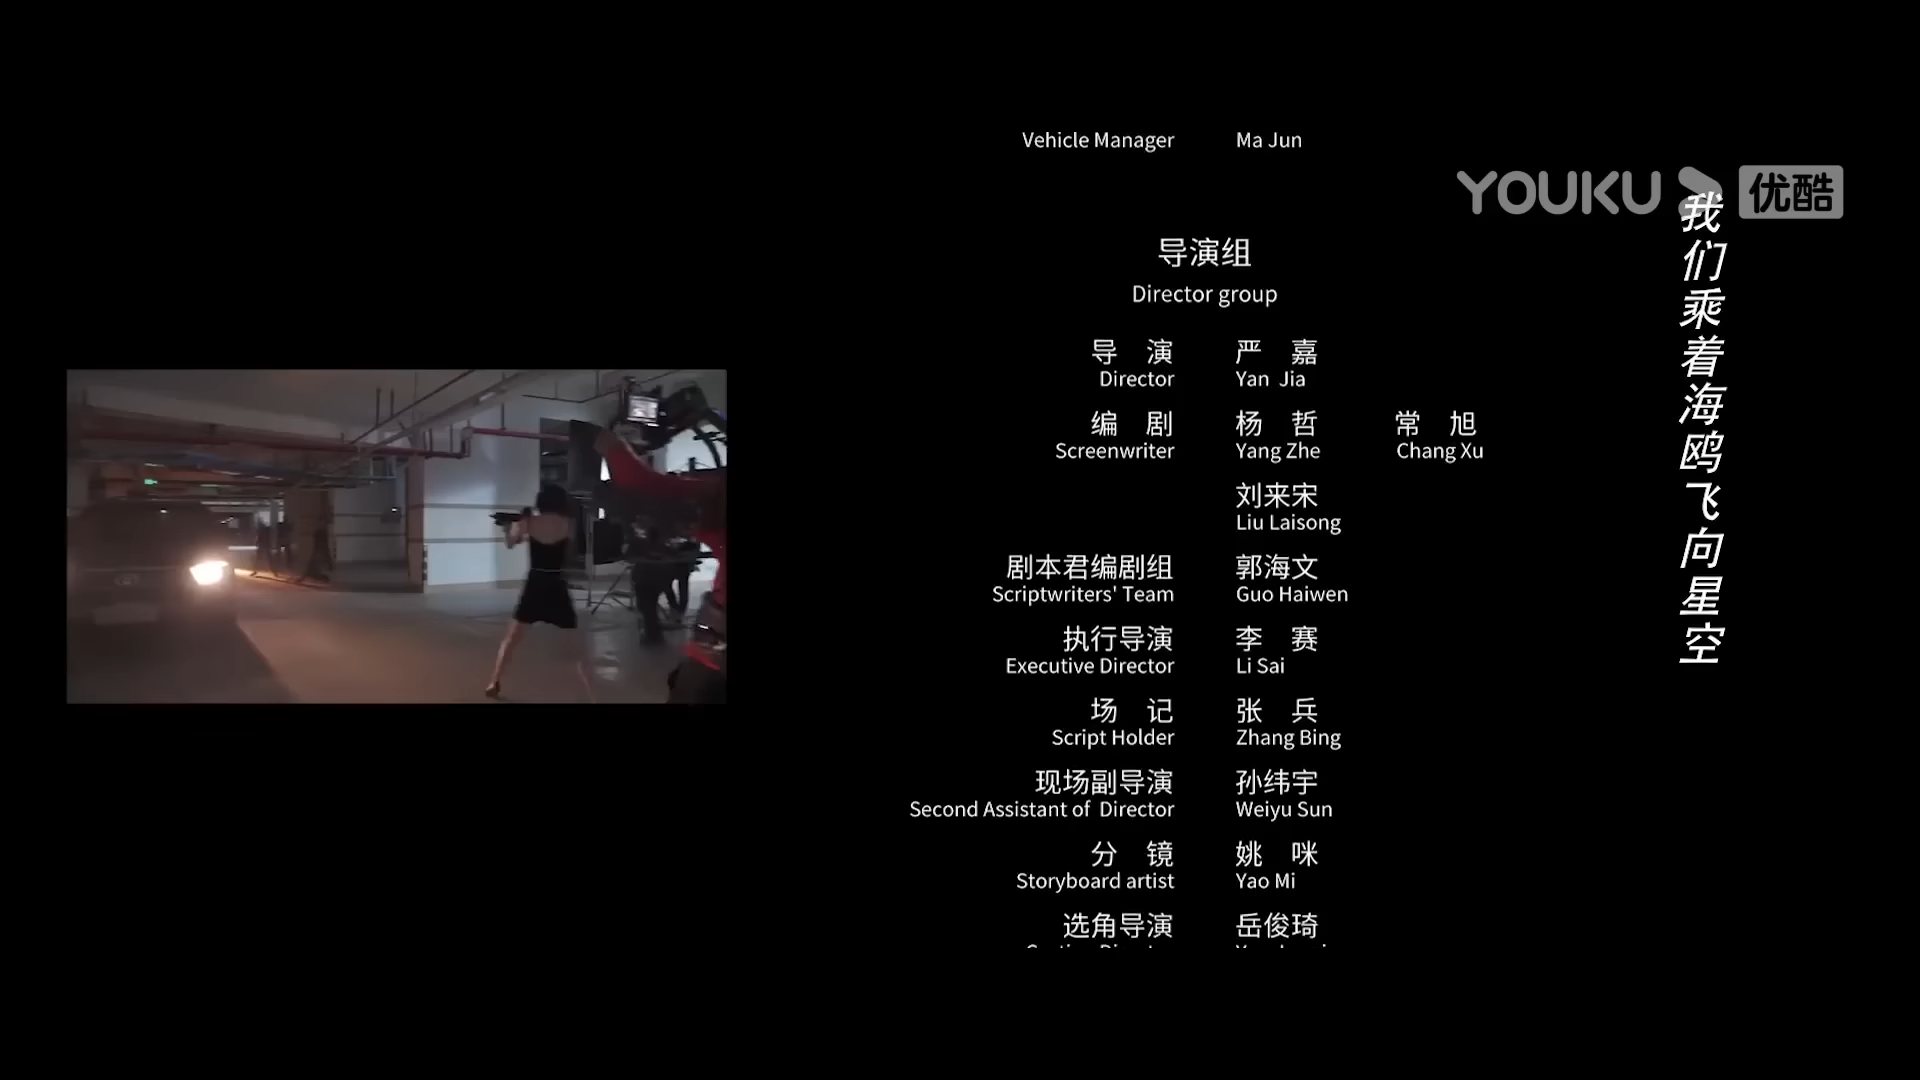 Vehicle Manager Ma Jun
YOUKU 优酷
导演组
Director group
导 演 严 嘉
Director Yan Jia
编 剧 杨 哲 常 旭
Screenwriter Yang Zhe Chang Xu
刘来宋
Liu Laisong
剧本君编剧组 郭海文
Scriptwriters' Team Guo Haiwen
执行导演 李 赛
Executive Director Li Sai
场 记 张 兵
Script Holder Zhang Bing
现场副导演 孙纬宇
Second Assistant of Director Weiyu Sun
分 镜 姚 咪
Storyboard artist Yao Mi
选角导演 岳俊琦
我们乘着海鸥飞向星空